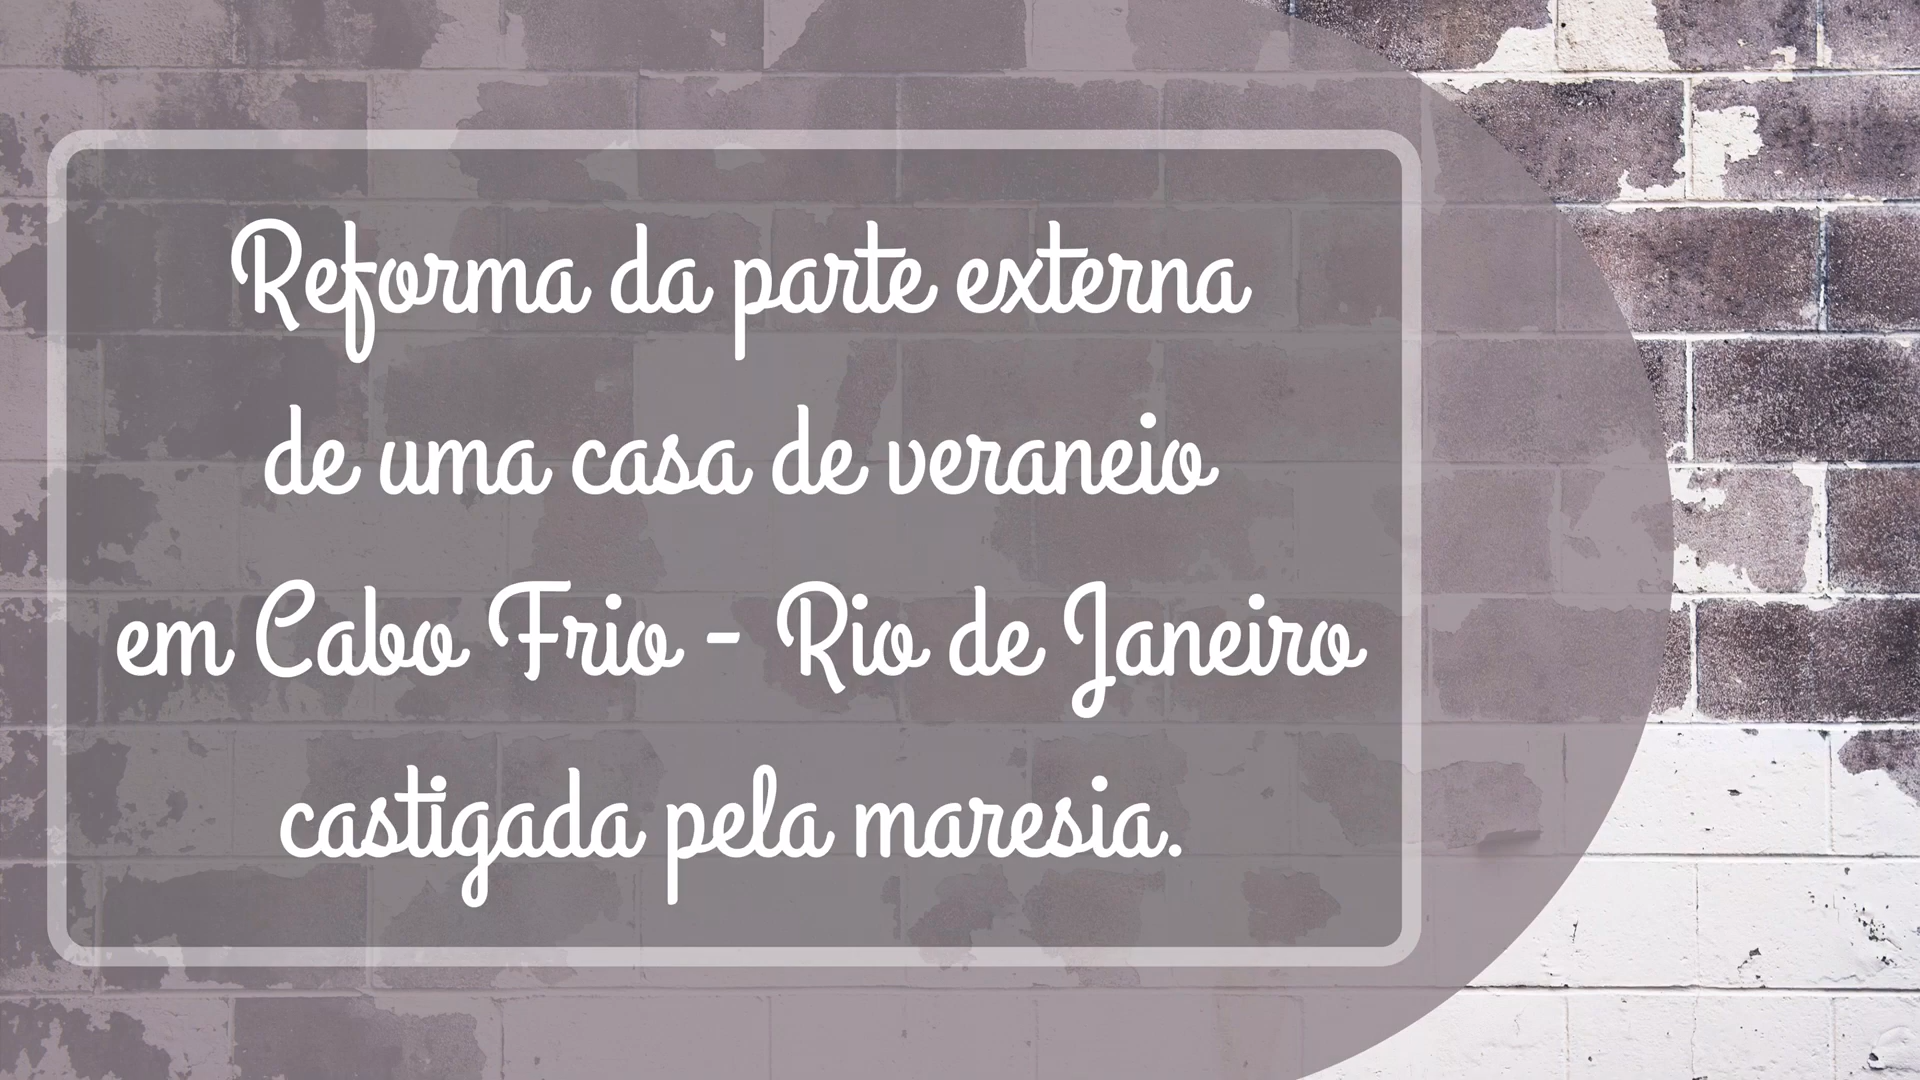 Reforma da parte externa
de uma casa de veraneio
em Cabo Frio - Rio de Janeiro
castigada pela maresia.